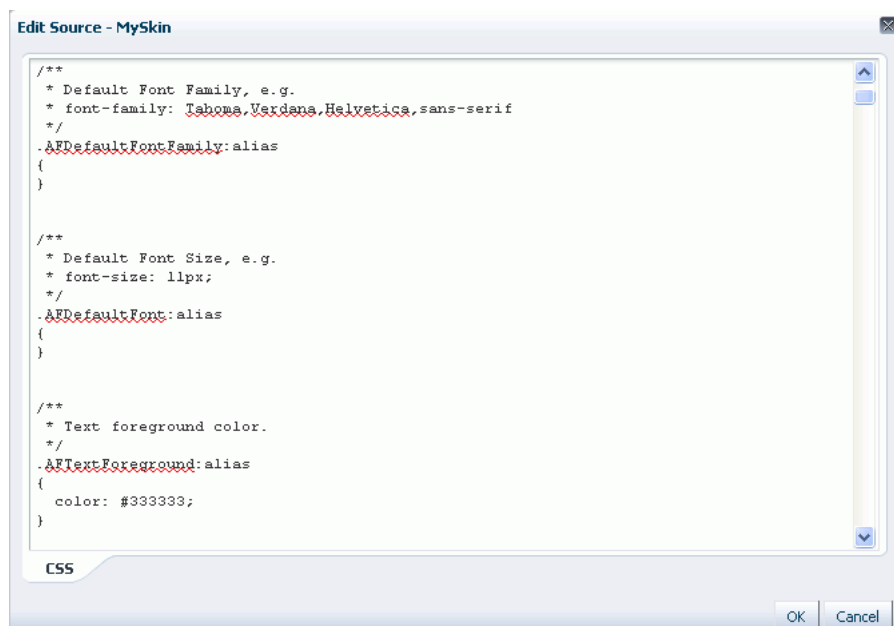 Edit Source - MySkin
/**
 * Default Font Family, e.g.
 * font-family: Tahoma,Verdana,Helvetica,sans-serif
 */
.AFDefaultFontFamily:alias
{
}
/**
 * Default Font Size, e.g.
 * font-size: 11px;
 */
.AFDefaultFont:alias
{
}
/**
 * Text foreground color.
 */
.AFTextForeground:alias
{
  color: #333333;
}
CSS
OK Cancel